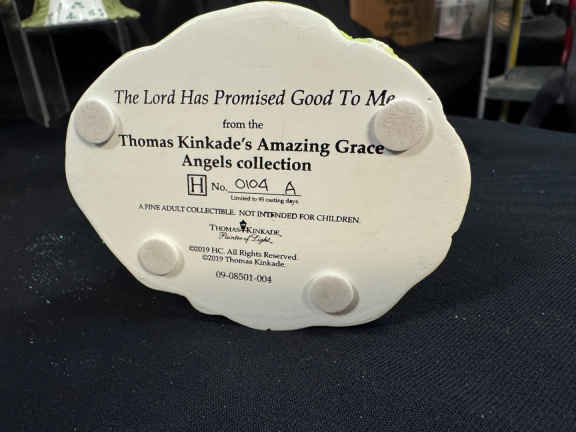 The Lord Has Promised Good To Me
from the
Thomas Kinkade's Amazing Grace
Angels collection
H No. 0104 A
Limited to 95 casting days
A FINE ADULT COLLECTIBLE. NOT INTENDED FOR CHILDREN.
THOMAS KINKADE
Painter of Light
©2019 HC. All Rights Reserved.
©2019 Thomas Kinkade.
09-08501-004